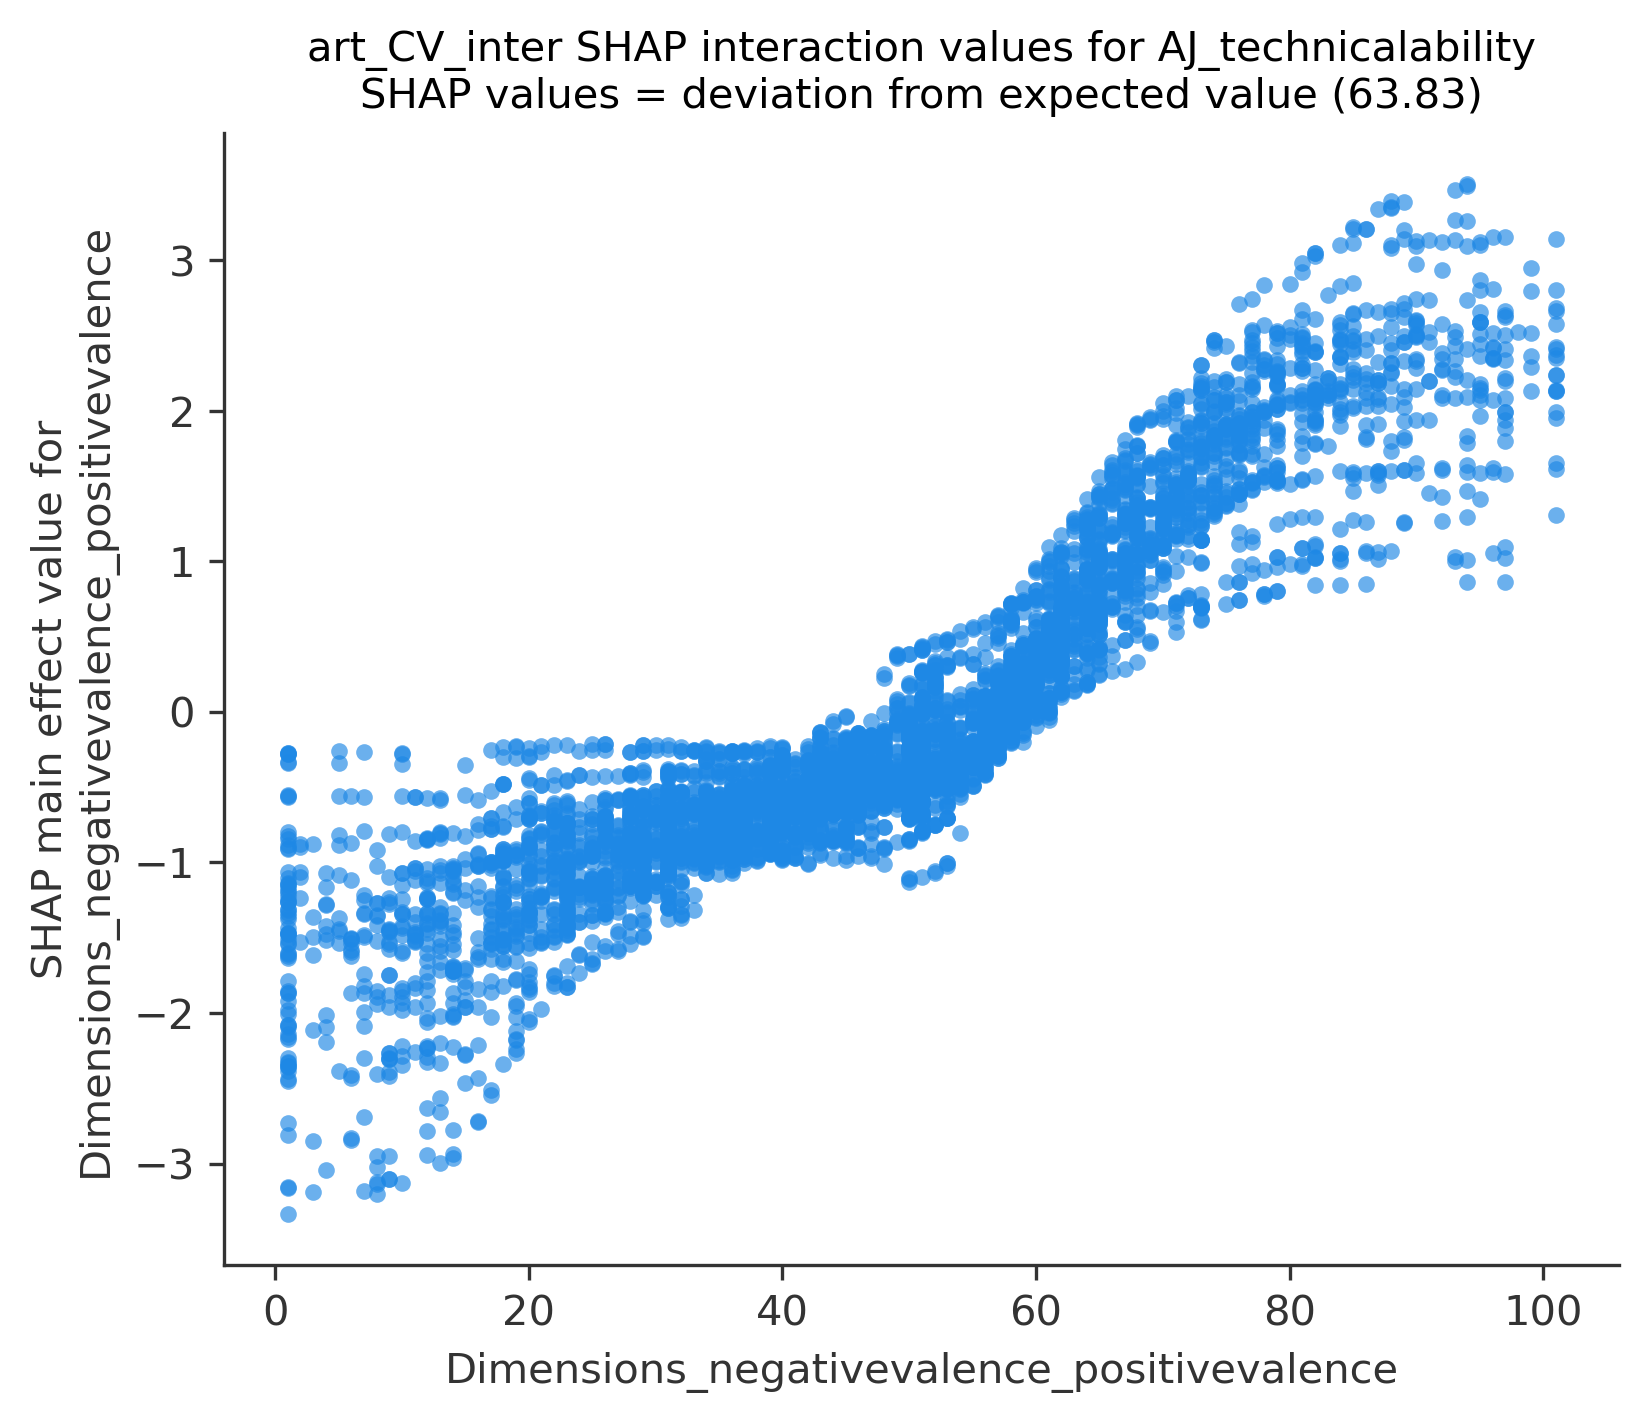 art_CV_inter SHAP interaction values for AJ_technicalability
SHAP values = deviation from expected value (63.83)
SHAP main effect value for
Dimensions_negativevalence_positivevalence
3
2
1
0
−1
−2
−3
0
20
40
60
80
100
Dimensions_negativevalence_positivevalence